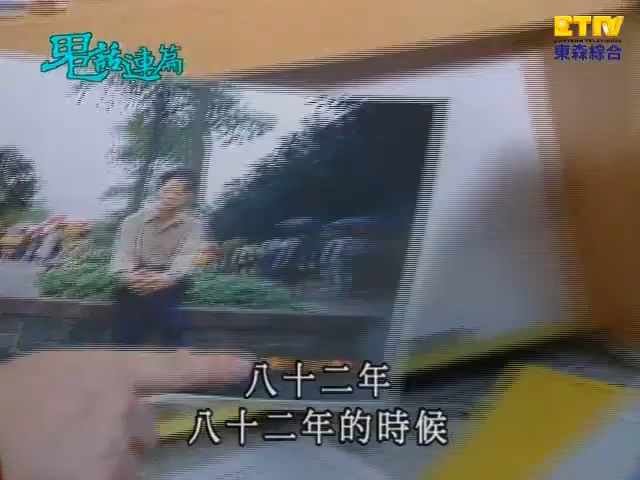 鬼話連篇
ETTV
EASTERN TELEVISION
東森綜合
八十二年
八十二年的時候